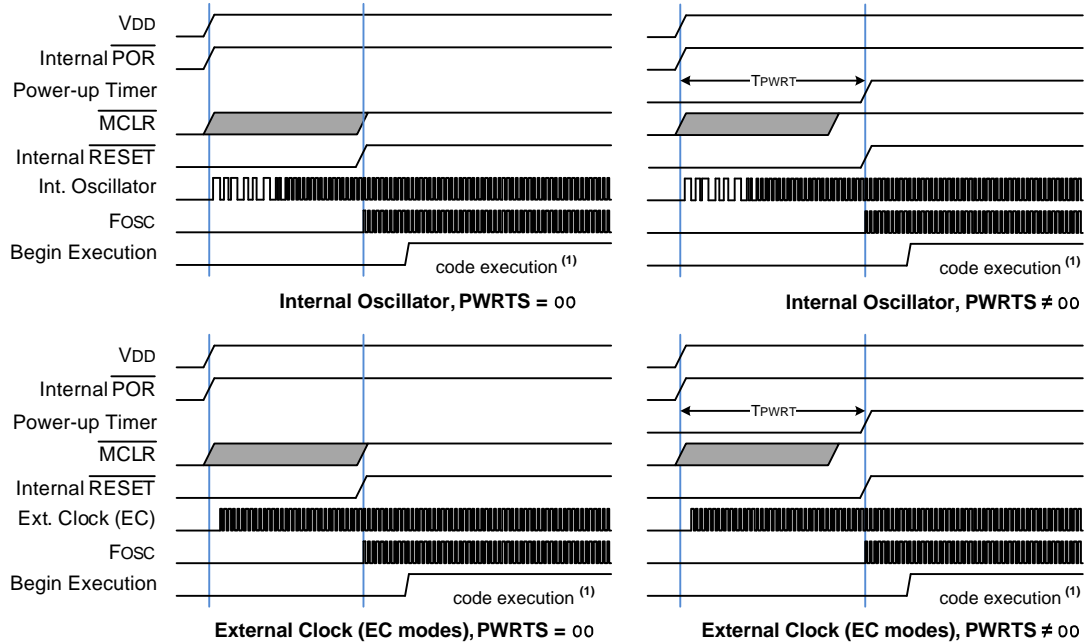 VDD
Internal POR
Power-up Timer
TPWRT
MCLR
Internal RESET
Int. Oscillator
FOSC
Begin Execution
code execution (1)
code execution (1)
Internal Oscillator, PWRTS = 00
Internal Oscillator, PWRTS ≠ 00
VDD
Internal POR
Power-up Timer
TPWRT
MCLR
Internal RESET
Ext. Clock (EC)
FOSC
Begin Execution
code execution (1)
code execution (1)
External Clock (EC modes), PWRTS = 00
External Clock (EC modes), PWRTS ≠ 00